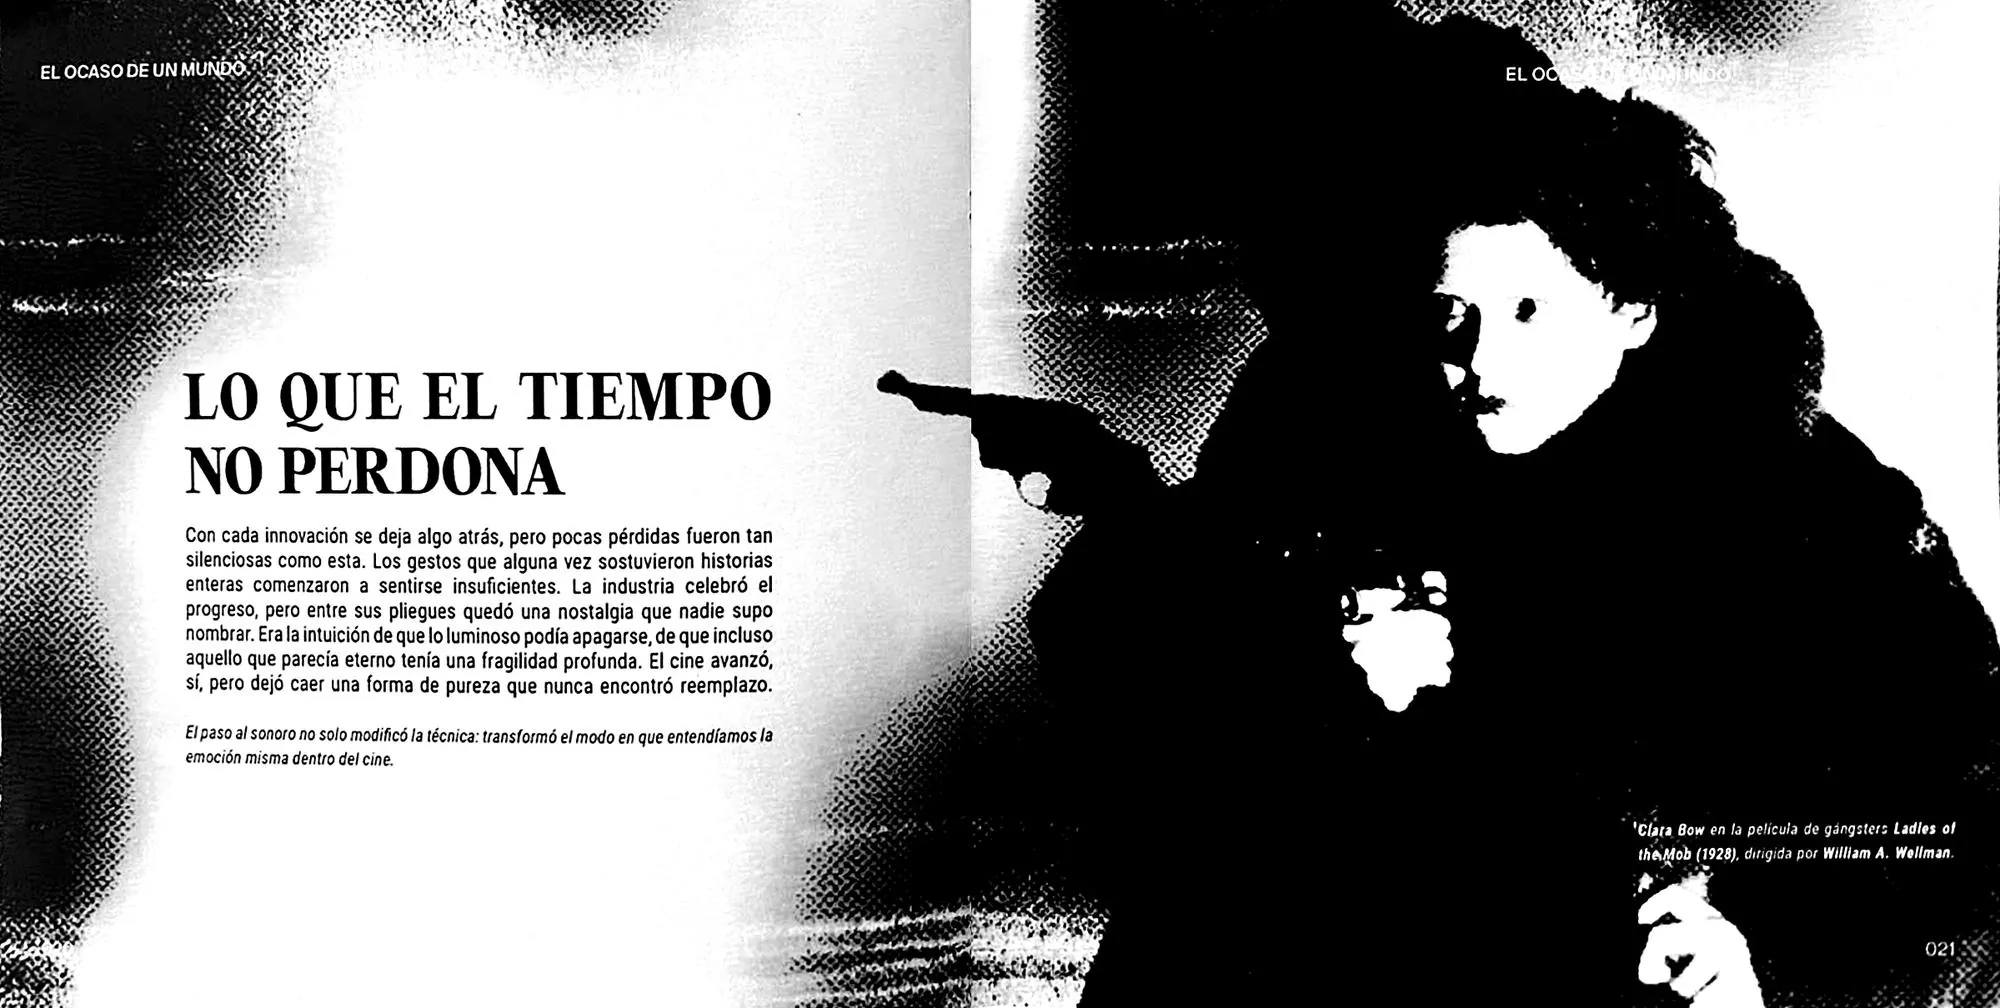 EL OCASO DE UN MUNDO
EL OCASO DE UN MUNDO
LO QUE EL TIEMPO
NO PERDONA
Con cada innovación se deja algo atrás, pero pocas pérdidas fueron tan
silenciosas como esta. Los gestos que alguna vez sostuvieron historias
enteras comenzaron a sentirse insuficientes. La industria celebró el
progreso, pero entre sus pliegues quedó una nostalgia que nadie supo
nombrar. Era la intuición de que lo luminoso podía apagarse, de que incluso
aquello que parecía eterno tenía una fragilidad profunda. El cine avanzó,
sí, pero dejó caer una forma de pureza que nunca encontró reemplazo.
El paso al sonoro no solo modificó la técnica: transformó el modo en que entendíamos la
emoción misma dentro del cine.
'Clara Bow en la película de gángsters Ladies of
the Mob (1928), dirigida por William A. Wellman.
021